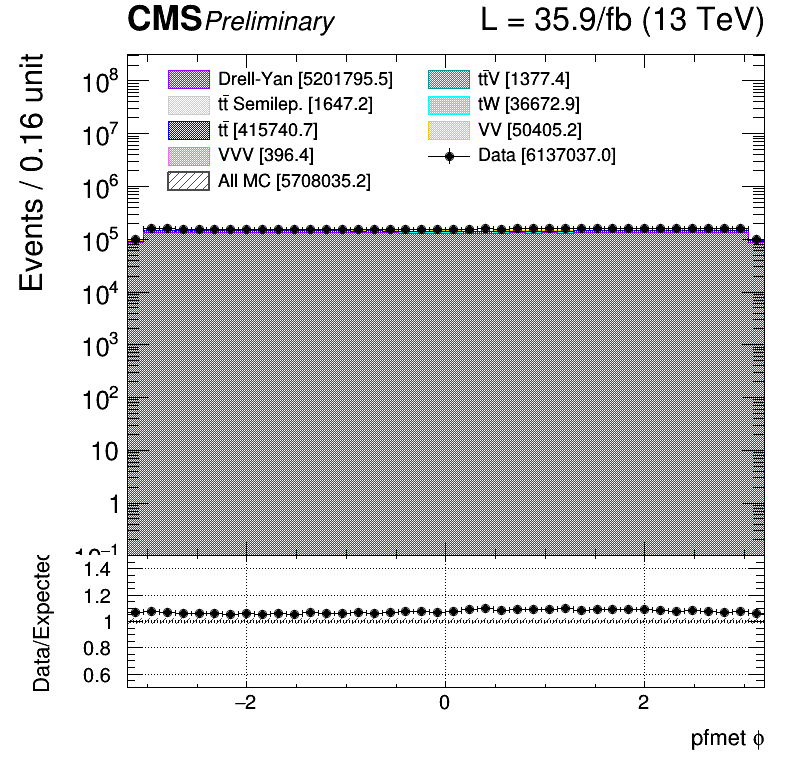 CMS Preliminary L = 35.9/fb (13 TeV)
Events / 0.16 unit
10⁸
10⁷
10⁶
10⁵
10⁴
10³
10²
10
1
10⁻¹
Drell-Yan [5201795.5]
tt̄ Semilep. [1647.2]
tt̄ [415740.7]
VVV [396.4]
All MC [5708035.2]
tt̄V [1377.4]
tW [36672.9]
VV [50405.2]
Data [6137037.0]
Data/Expected
1.4
1.2
1
0.8
0.6
−2 0 2
pfmet ϕ